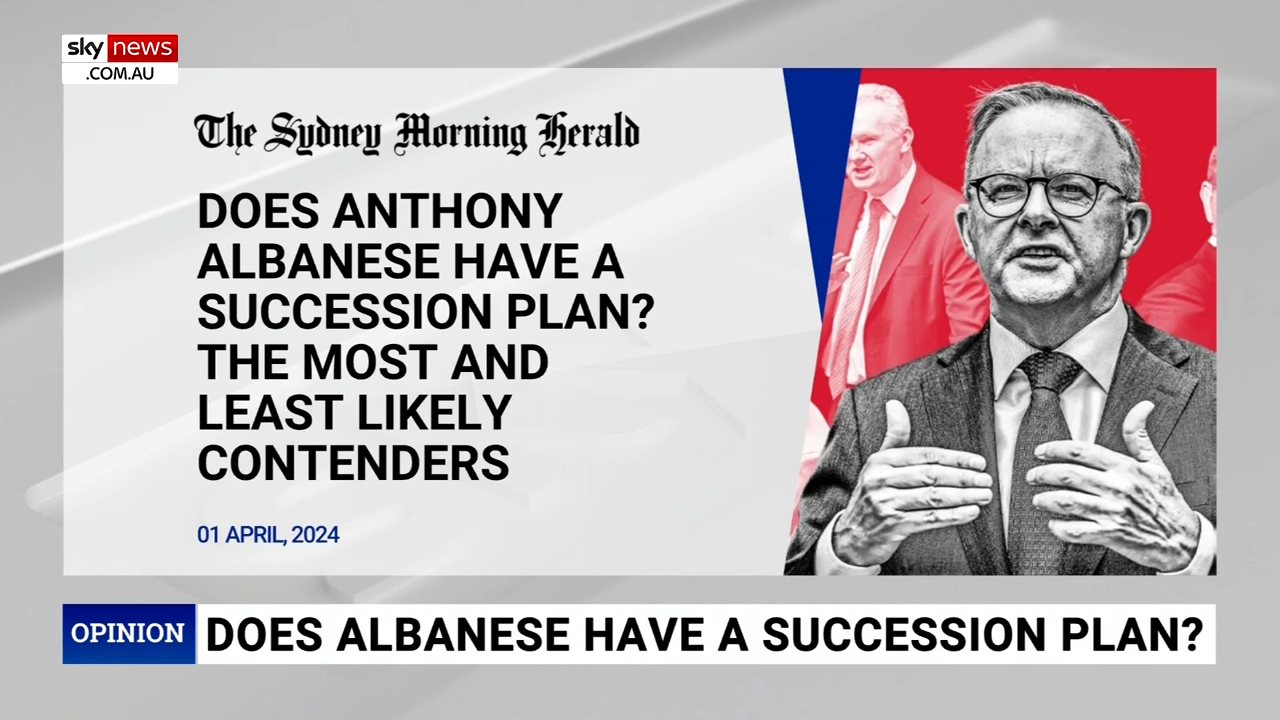 sky news
.COM.AU
The Sydney Morning Herald
DOES ANTHONY
ALBANESE HAVE A
SUCCESSION PLAN?
THE MOST AND
LEAST LIKELY
CONTENDERS
01 APRIL, 2024
OPINION DOES ALBANESE HAVE A SUCCESSION PLAN?